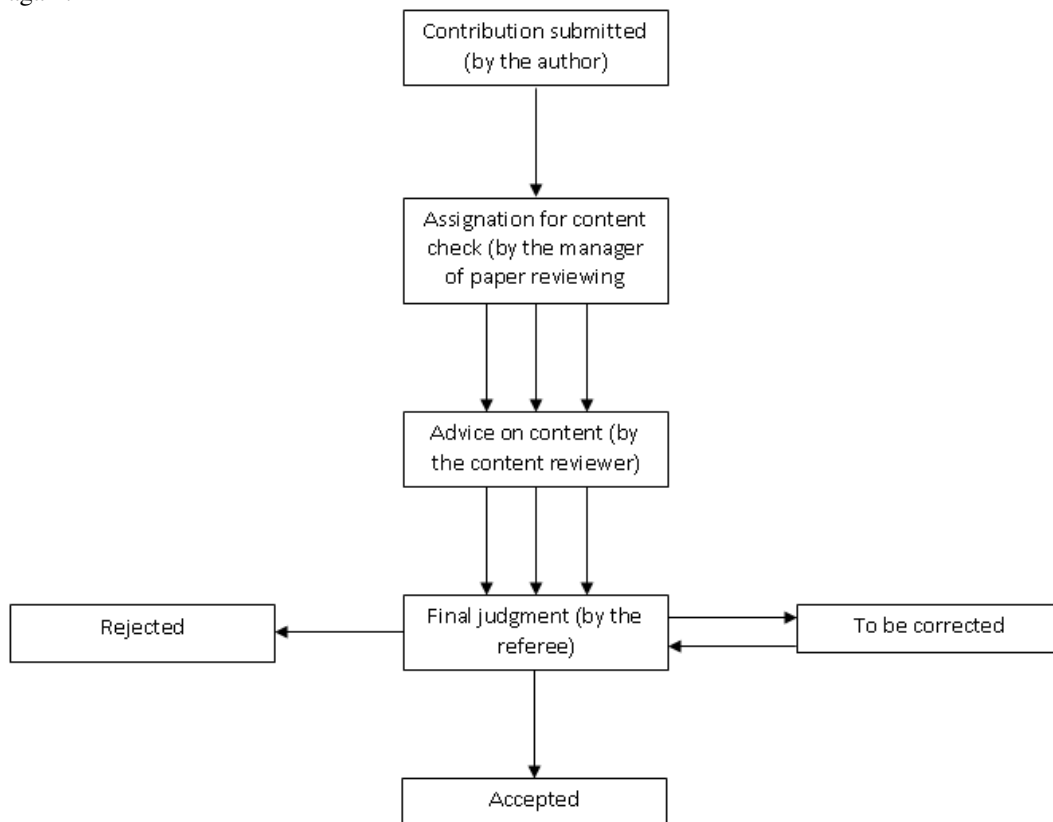 Contribution submitted
(by the author)
Assignation for content
check (by the manager
of paper reviewing
Advice on content (by
the content reviewer)
Rejected
Final judgment (by the
referee)
To be corrected
Accepted